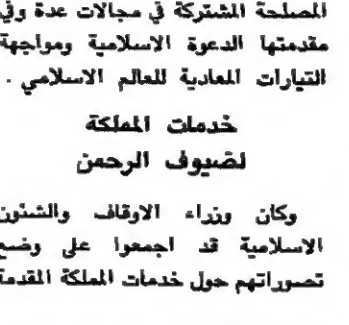 المصلحة المشتركة في مجالات عدة وفي
مقدمتها الدعوة الاسلامية ومواجهة
التيارات المعادية للعالم الاسلامي .
خدمات المملكة
لضيوف الرحمن
وكان وزراء الاوقاف والشئون
الاسلامية قد اجمعوا على وضع
تصوراتهم حول خدمات المملكة المقدمة